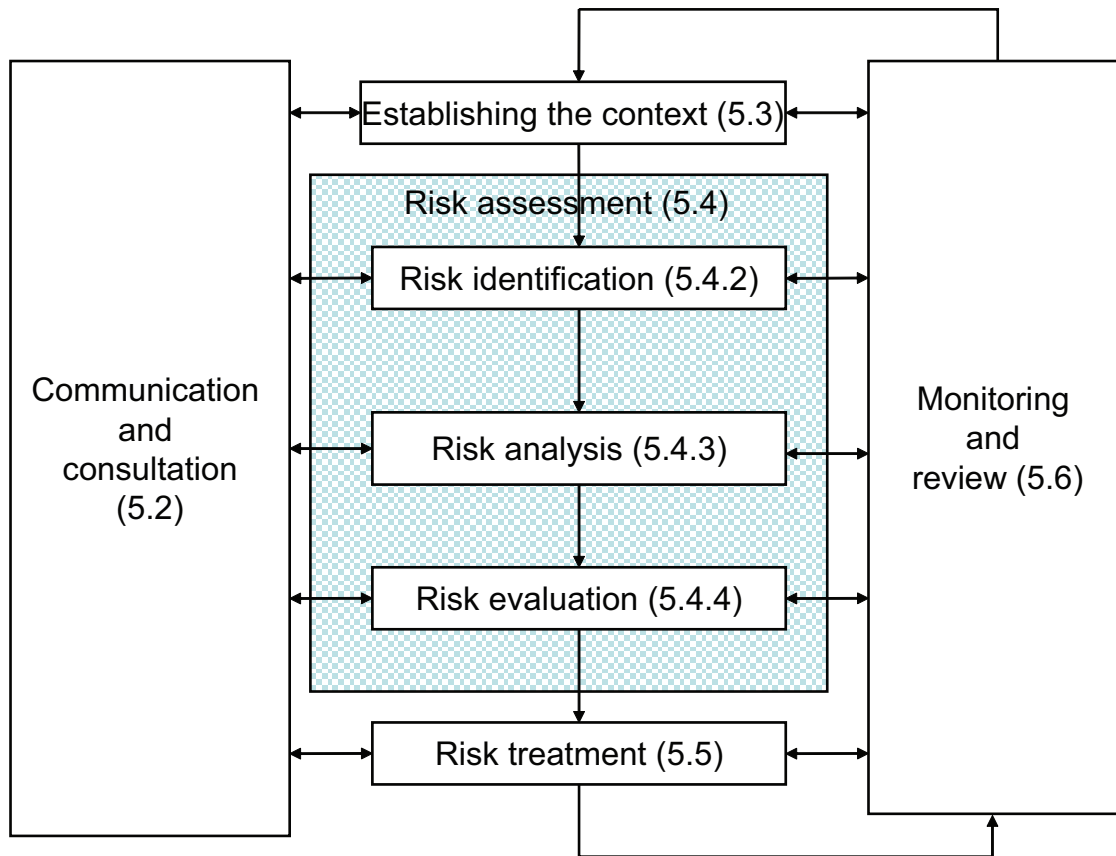 Establishing the context (5.3)
Risk assessment (5.4)
Risk identification (5.4.2)
Communication
and
consultation
(5.2)
Risk analysis (5.4.3)
Monitoring
and
review (5.6)
Risk evaluation (5.4.4)
Risk treatment (5.5)